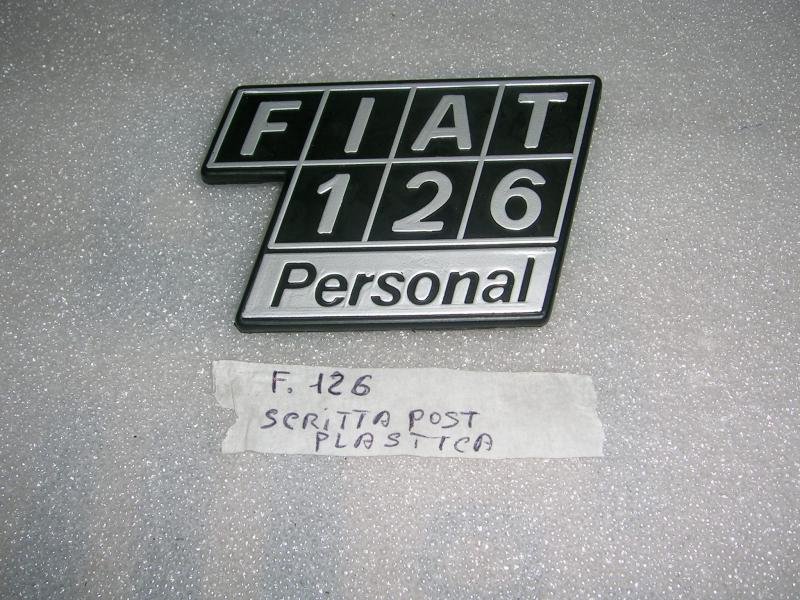 FIAT
126
Personal
F. 126
SCRITTA POST
PLASTICA